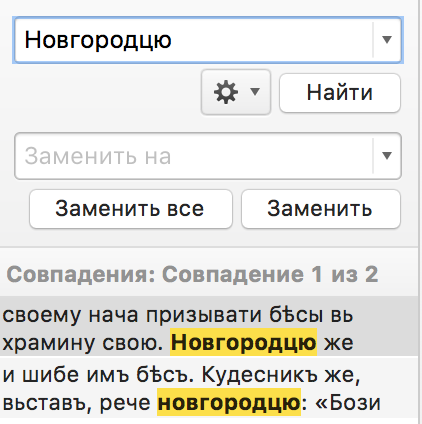 Новгородцю
Найти
Заменить на
Заменить все
Заменить
Совпадения: Совпадение 1 из 2
своему нача призывати бѣсы вь
храмину свою. Новгородцю же
и шибе имъ бѣсъ. Кудесникъ же,
вьставъ, рече новгородцю: «Бози